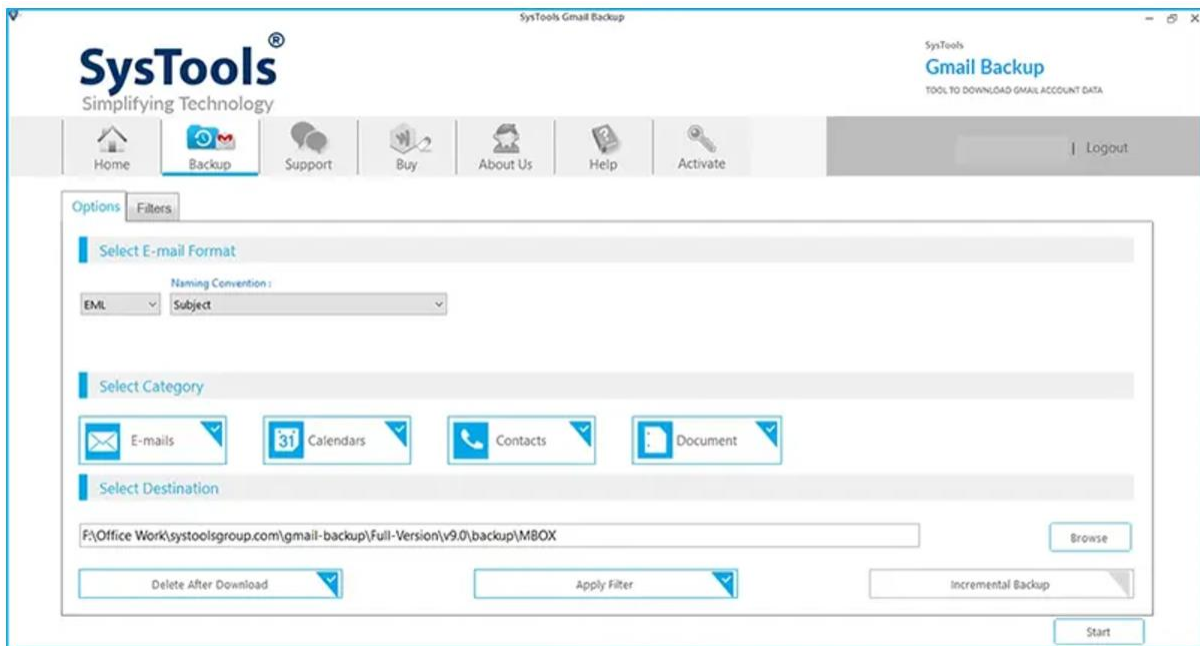 SysTools Gmail Backup
SysTools®
Simplifying Technology
SysTools
Gmail Backup
TOOL TO DOWNLOAD GMAIL ACCOUNT DATA
Home Backup Support Buy About Us Help Activate | Logout
Options Filters
Select E-mail Format
Naming Convention :
EML Subject
Select Category
E-mails 31 Calendars Contacts Document
Select Destination
F:\Office Work\systoolsgroup.com\gmail-backup\Full-Version\v9.0\backup\MBOX Browse
Delete After Download Apply Filter Incremental Backup
Start